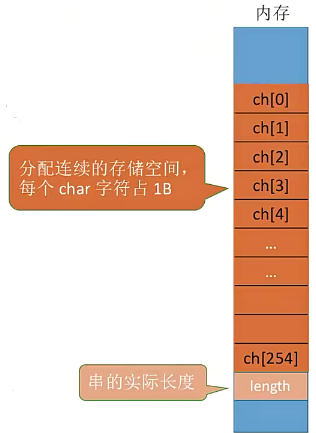 内存
ch[0]
ch[1]
ch[2]
ch[3]
ch[4]
...
...
ch[254]
length
分配连续的存储空间，
每个 char 字符占 1B
串的实际长度